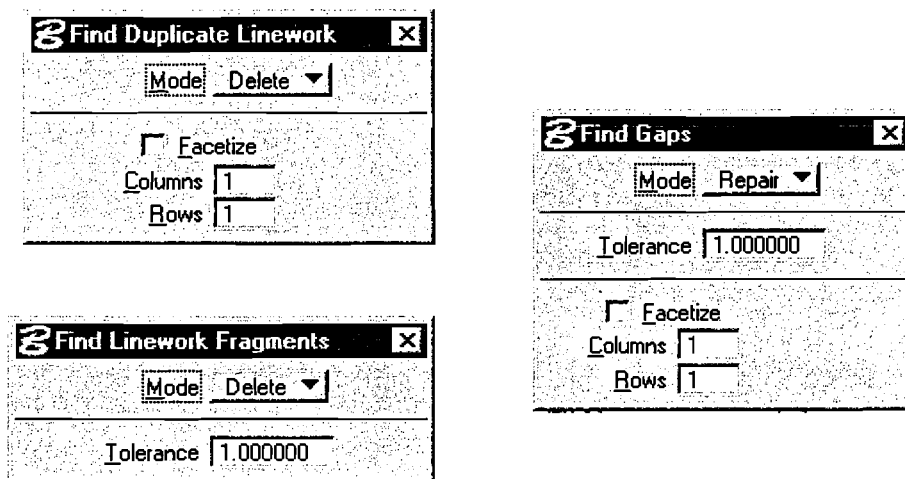 Find Duplicate Linework
Mode Delete
Facetize
Columns 1
Rows 1
Find Linework Fragments
Mode Delete
Tolerance 1.000000
Find Gaps
Mode Repair
Tolerance 1.000000
Facetize
Columns 1
Rows 1